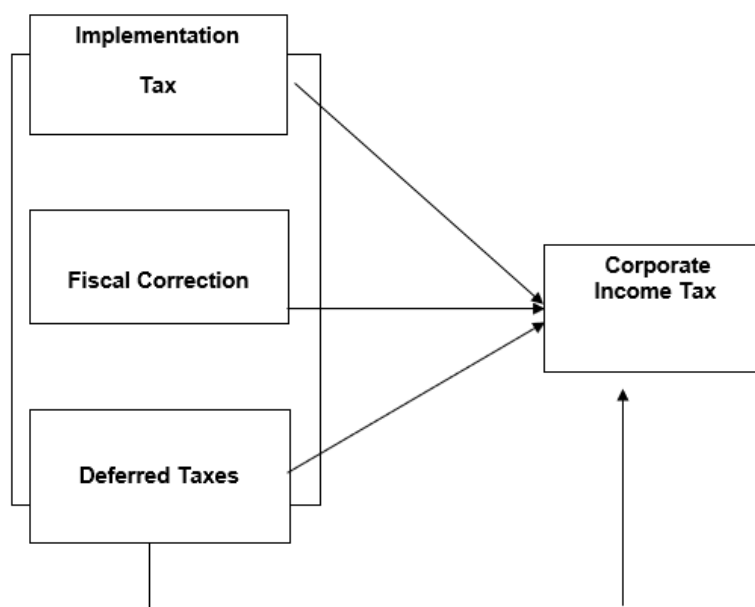 Implementation
Tax
Fiscal Correction
Corporate
Income Tax
Deferred Taxes